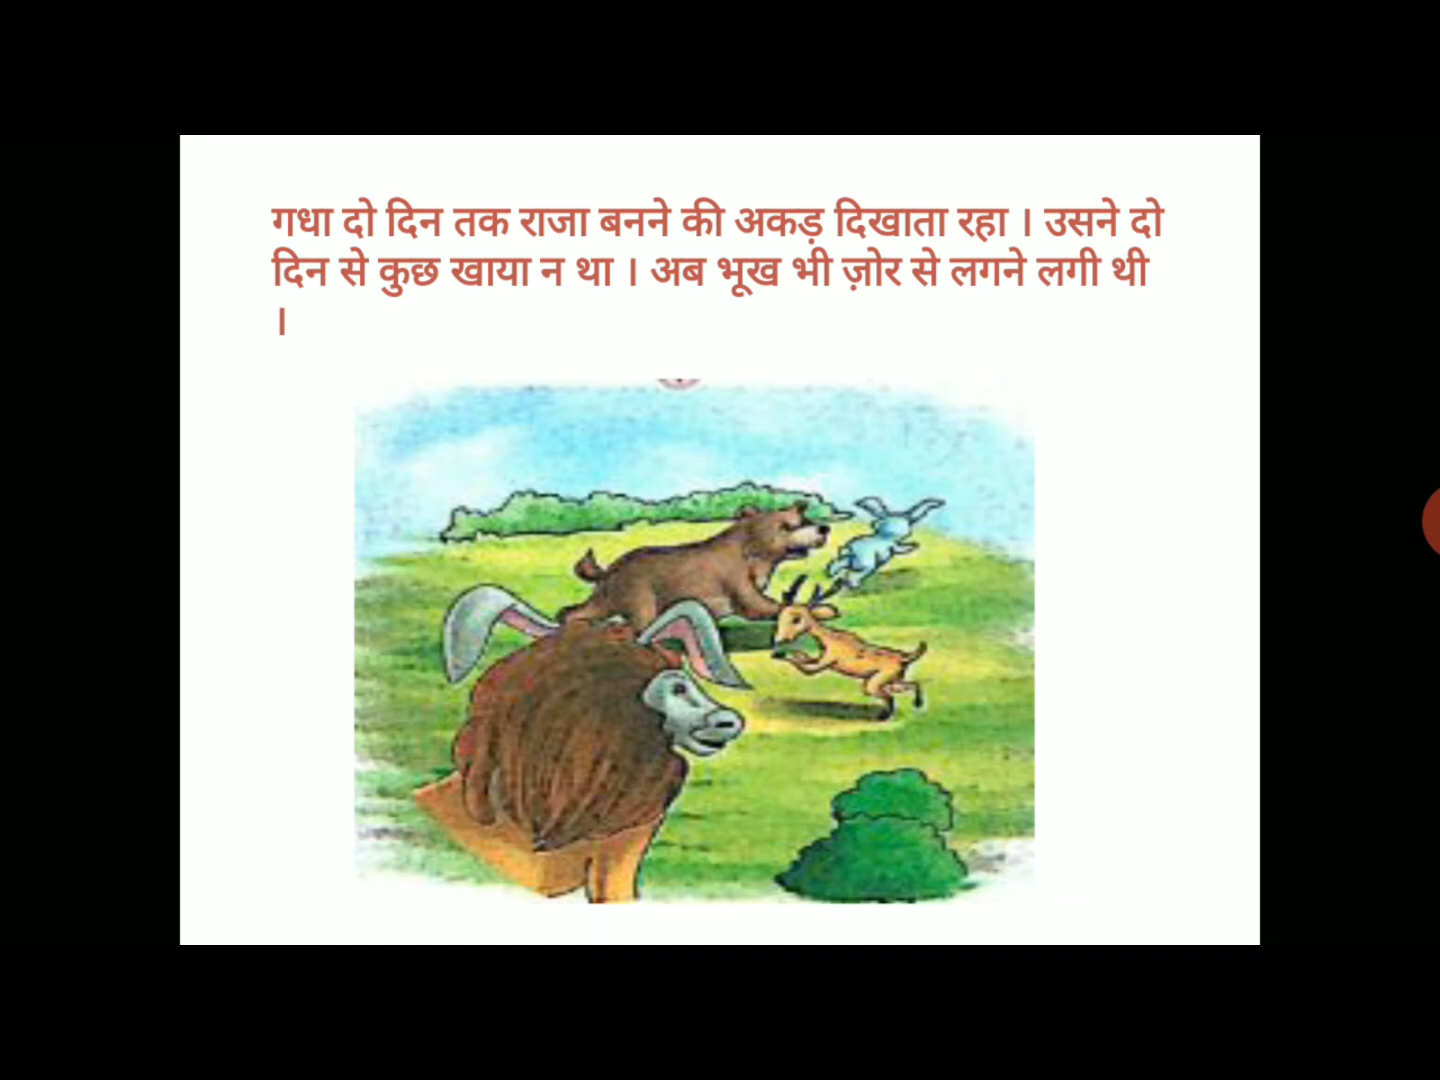 गधा दो दिन तक राजा बनने की अकड़ दिखाता रहा । उसने दो
दिन से कुछ खाया न था । अब भूख भी ज़ोर से लगने लगी थी
।